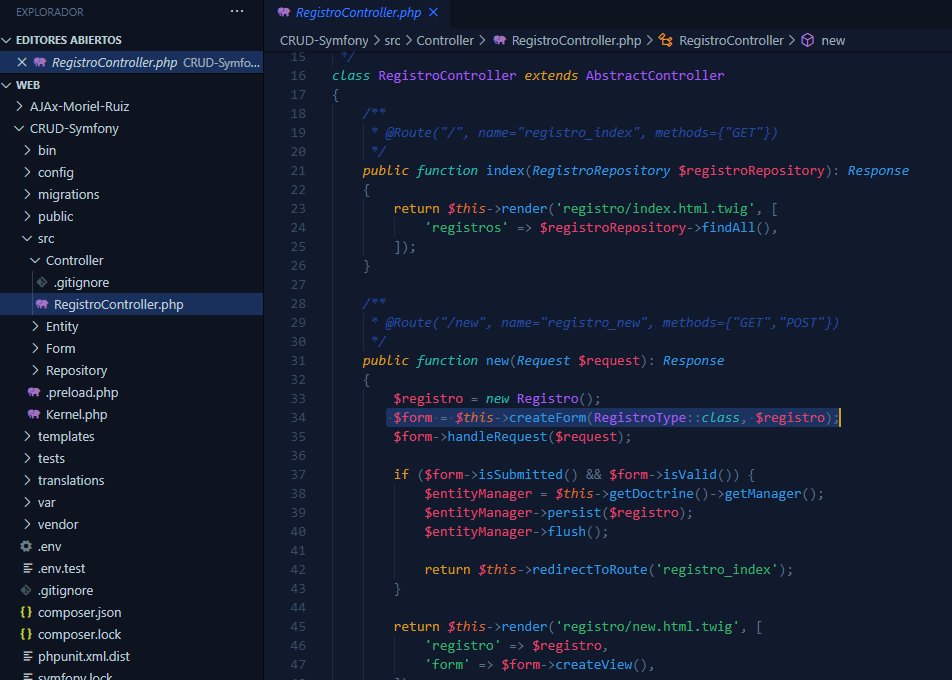 EXPLORADOR
EDITORES ABIERTOS
RegistroController.php CRUD-Symfo...
WEB
AJAx-Moriel-Ruiz
CRUD-Symfony
bin
config
migrations
public
src
Controller
.gitignore
RegistroController.php
Entity
Form
Repository
.preload.php
Kernel.php
templates
tests
translations
var
vendor
.env
.env.test
.gitignore
composer.json
composer.lock
phpunit.xml.dist
symfony.lock
RegistroController.php
CRUD-Symfony > src > Controller > RegistroController.php > RegistroController > new
15 */
16 class RegistroController extends AbstractController
17 {
18 /**
19 * @Route("/", name="registro_index", methods={"GET"})
20 */
21 public function index(RegistroRepository $registroRepository): Response
22 {
23 return $this->render('registro/index.html.twig', [
24 'registros' => $registroRepository->findAll(),
25 ]);
26 }
27
28 /**
29 * @Route("/new", name="registro_new", methods={"GET","POST"})
30 */
31 public function new(Request $request): Response
32 {
33 $registro = new Registro();
34 $form = $this->createForm(RegistroType::class, $registro);
35 $form->handleRequest($request);
36
37 if ($form->isSubmitted() && $form->isValid()) {
38 $entityManager = $this->getDoctrine()->getManager();
39 $entityManager->persist($registro);
40 $entityManager->flush();
41
42 return $this->redirectToRoute('registro_index');
43 }
44
45 return $this->render('registro/new.html.twig', [
46 'registro' => $registro,
47 'form' => $form->createView(),